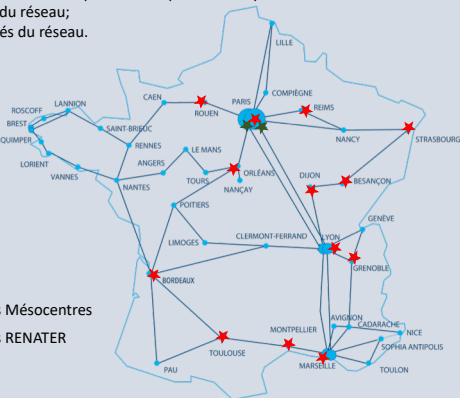 du réseau;
és du réseau.
LILLE
COMPIÈGNE
CAEN
ROUEN
PARIS
REIMS
ROSCOFF
LANNION
BREST
SAINT-BRIEUC
QUIMPER
RENNES
NANCY
STRASBOURG
LORIENT
VANNES
ANGERS
LE MANS
NANTES
TOURS
ORLÉANS
NANÇAY
DIJON
BESANÇON
POITIERS
GENÈVE
LIMOGES
CLERMONT-FERRAND
LYON
GRENOBLE
BORDEAUX
s Mésocentres
s RENATER
AVIGNON
CADARACHE
MONTPELLIER
NICE
SOPHIA ANTIPOLIS
TOULOUSE
MARSEILLE
TOULON
PAU